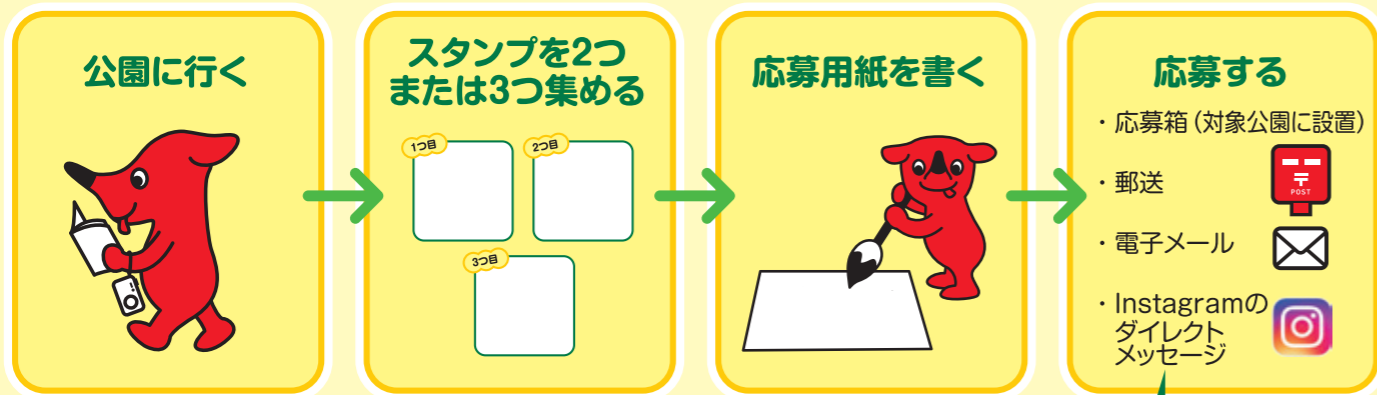 公園に行く
スタンプを2つ
または3つ集める
1つ目
2つ目
3つ目
応募用紙を書く
応募する
・応募箱(対象公園に設置)
・郵送
〒
POST
・電子メール
・Instagramの
ダイレクト
メッセージ